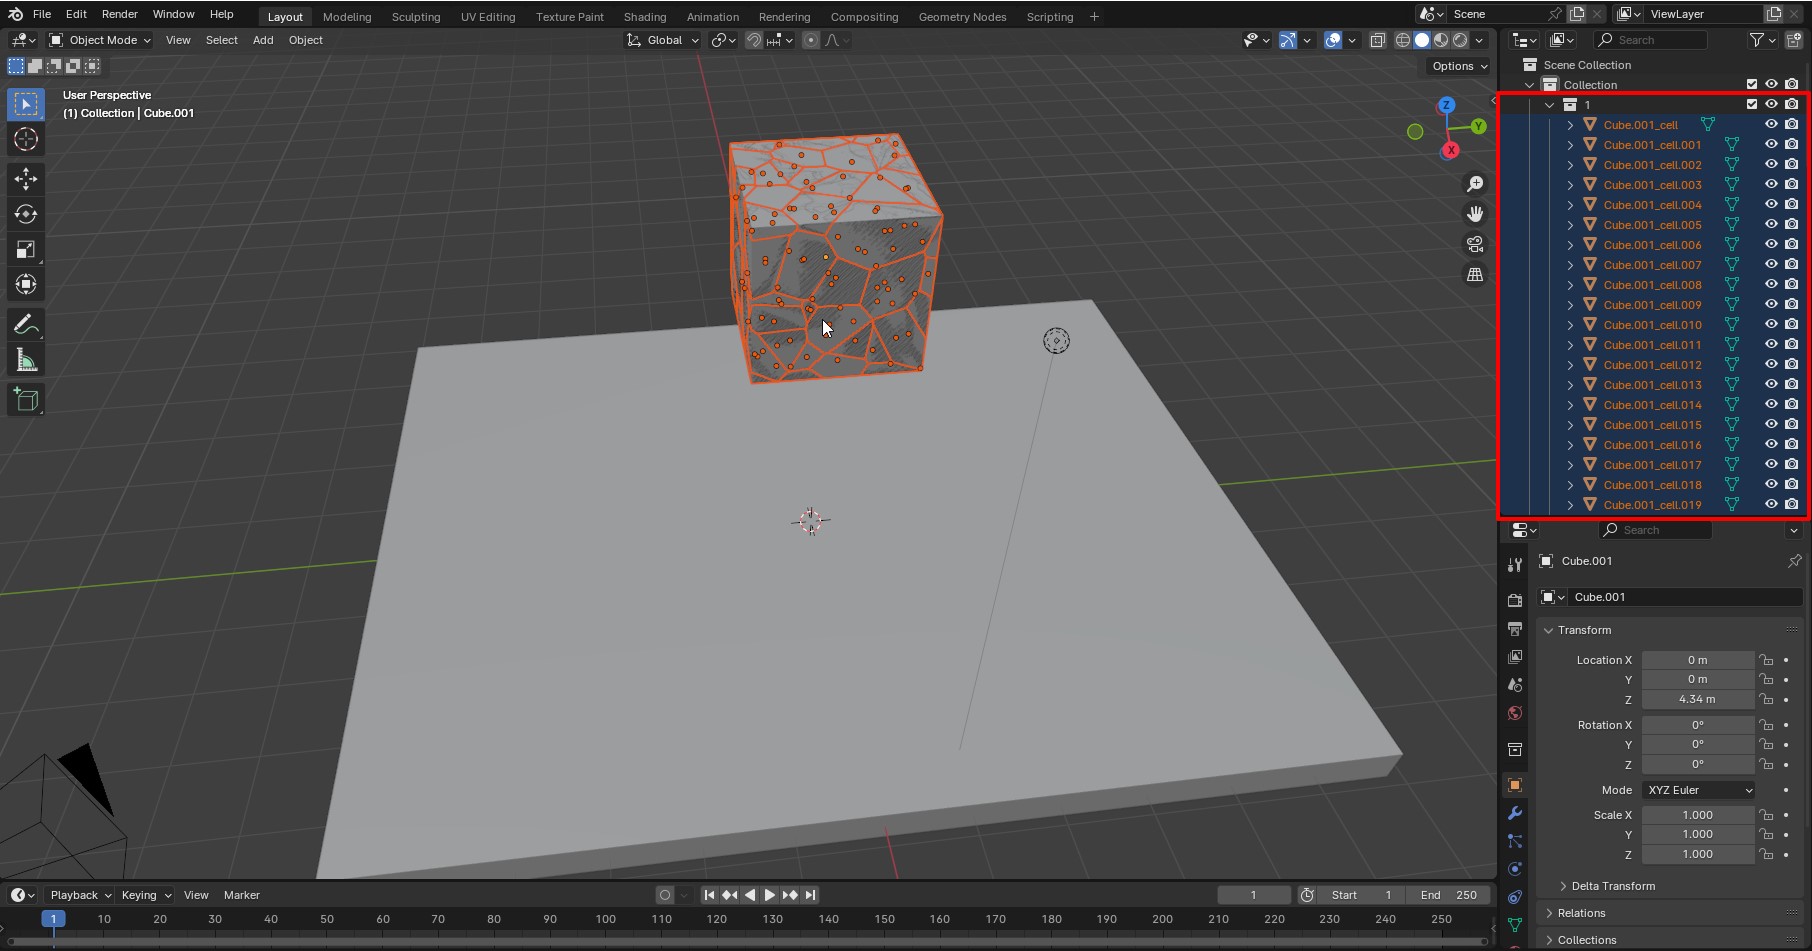 File Edit Render Window Help Layout Modeling Sculpting UV Editing Texture Paint Shading Animation Rendering Compositing Geometry Nodes Scripting + Scene ViewLayer
Object Mode View Select Add Object Global Search
Options
User Perspective
(1) Collection | Cube.001
Z
Y
X
Scene Collection
Collection
1
Cube.001_cell
Cube.001_cell.001
Cube.001_cell.002
Cube.001_cell.003
Cube.001_cell.004
Cube.001_cell.005
Cube.001_cell.006
Cube.001_cell.007
Cube.001_cell.008
Cube.001_cell.009
Cube.001_cell.010
Cube.001_cell.011
Cube.001_cell.012
Cube.001_cell.013
Cube.001_cell.014
Cube.001_cell.015
Cube.001_cell.016
Cube.001_cell.017
Cube.001_cell.018
Cube.001_cell.019
Search
Cube.001
Cube.001
Transform
Location X 0 m
Y 0 m
Z 4.34 m
Rotation X 0°
Y 0°
Z 0°
Mode XYZ Euler
Scale X 1.000
Y 1.000
Z 1.000
Delta Transform
Relations
Collections
Playback Keying View Marker 1 Start 1 End 250
1 10 20 30 40 50 60 70 80 90 100 110 120 130 140 150 160 170 180 190 200 210 220 230 240 250